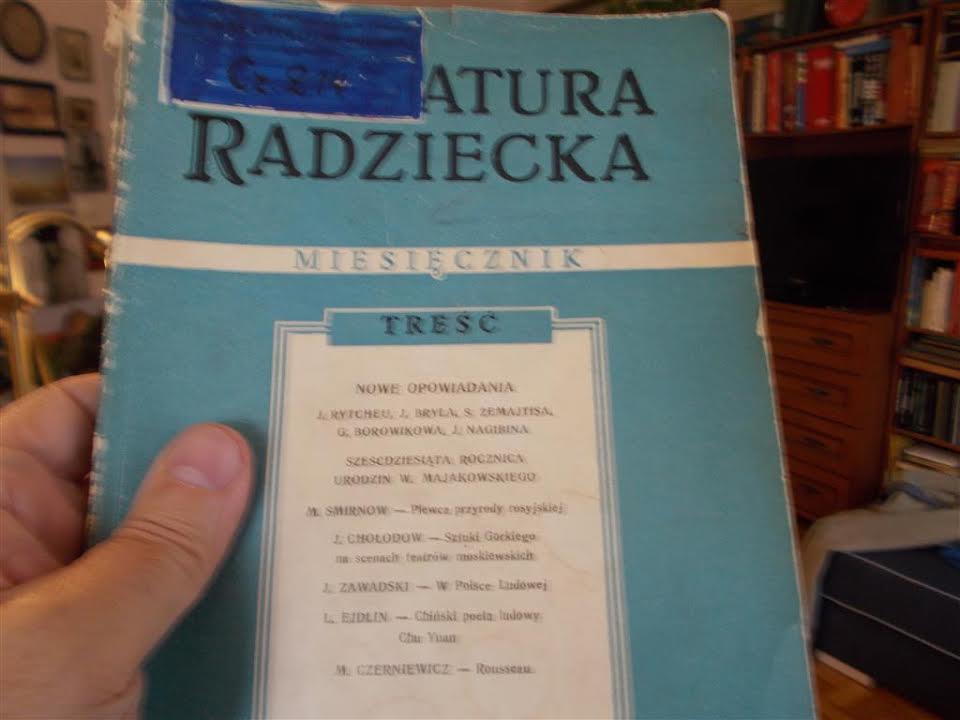 ATURA
RADZIECKA
MIESIĘCZNIK
TREŚĆ
NOWE OPOWIADANIA
J. RYTCHEU, J. BRYLA, S. ŻEMAJTISA,
G. BOROWIKOWA, J. NAGIBINA
SZEŚĆDZIESIĄTA ROCZNICA
URODZIN W. MAJAKOWSKIEGO
M. SMIRNOW — Piewca przyrody rosyjskiej
J. CHOŁODOW — Sztuki Gorkiego
na scenach teatrów moskiewskich
J. ZAWADSKI — W Polsce Ludowej
L. EJDLIN — Chiński poeta ludowy
Chu Yuan
M. CZERNIEWICZ — Rousseau